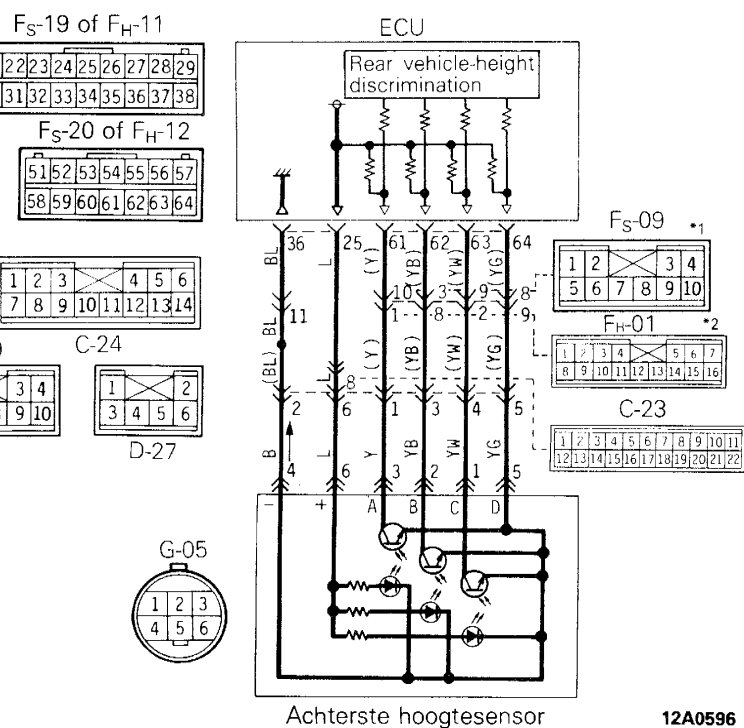 FS-19 of FH-11
ECU
22 23 24 25 26 27 28 29
31 32 33 34 35 36 37 38
Rear vehicle-height
discrimination
FS-20 of FH-12
51 52 53 54 55 56 57
58 59 60 61 62 63 64
36 25 61 62 63 64
BL L (Y) (YB) (YW) (YG)
FS-09 *1
1 2 3 4
5 6 7 8 9 10
1 2 3 4 5 6
7 8 9 10 11 12 13 14
10 3 9 8
11 1 8 2 9
BL
FH-01 *2
1 2 3 4 5 6 7
8 9 10 11 12 13 14 15 16
C-24
(BL) L (Y) (YB) (YW) (YG)
8
3 4
9 10
1 2
3 4 5 6
D-27
2 6 1 3 4 5
C-23
1 2 3 4 5 6 7 8 9 10 11
12 13 14 15 16 17 18 19 20 21 22
B L Y YB YW YG
4 6 3 2 1 5
- + A B C D
G-05
1 2 3
4 5 6
Achterste hoogtesensor
12A0596